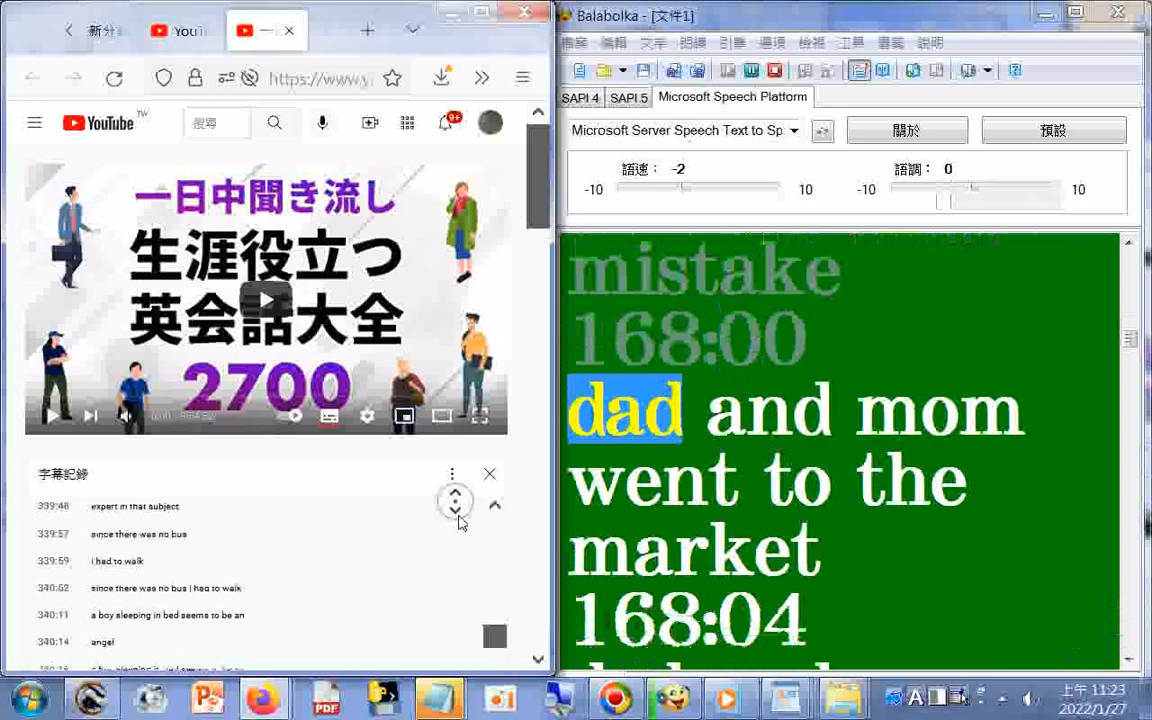 新分
YouT
https://www.y
YouTube TW
搜尋
9+
一日中聞き流し
生涯役立つ
英会話大全
2700
字幕記錄
339:48 expert in that subject
339:57 since there was no bus
339:59 i had to walk
340:02 since there was no bus i had to walk
340:11 a boy sleeping in bed seems to be an
340:14 angel
Balabolka - [文件1]
檔案 編輯 文字 朗讀 引導 選項 檢視 工具 書籤 說明
SAPI 4 SAPI 5 Microsoft Speech Platform
Microsoft Server Speech Text to Sp
關於 預設
語速： -2 語調： 0
-10 10 -10 10
mistake
168:00
dad and mom
went to the
market
168:04
PDF
A
上午 11:23
2022/1/27